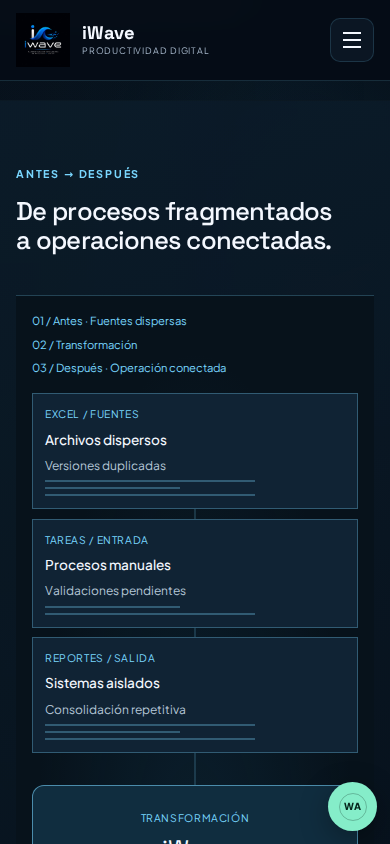 iWave
iWave
PRODUCTIVIDAD DIGITAL
ANTES → DESPUÉS
De procesos fragmentados
a operaciones conectadas.
01 / Antes · Fuentes dispersas
02 / Transformación
03 / Después · Operación conectada
EXCEL / FUENTES
Archivos dispersos
Versiones duplicadas
TAREAS / ENTRADA
Procesos manuales
Validaciones pendientes
REPORTES / SALIDA
Sistemas aislados
Consolidación repetitiva
TRANSFORMACIÓN
WA